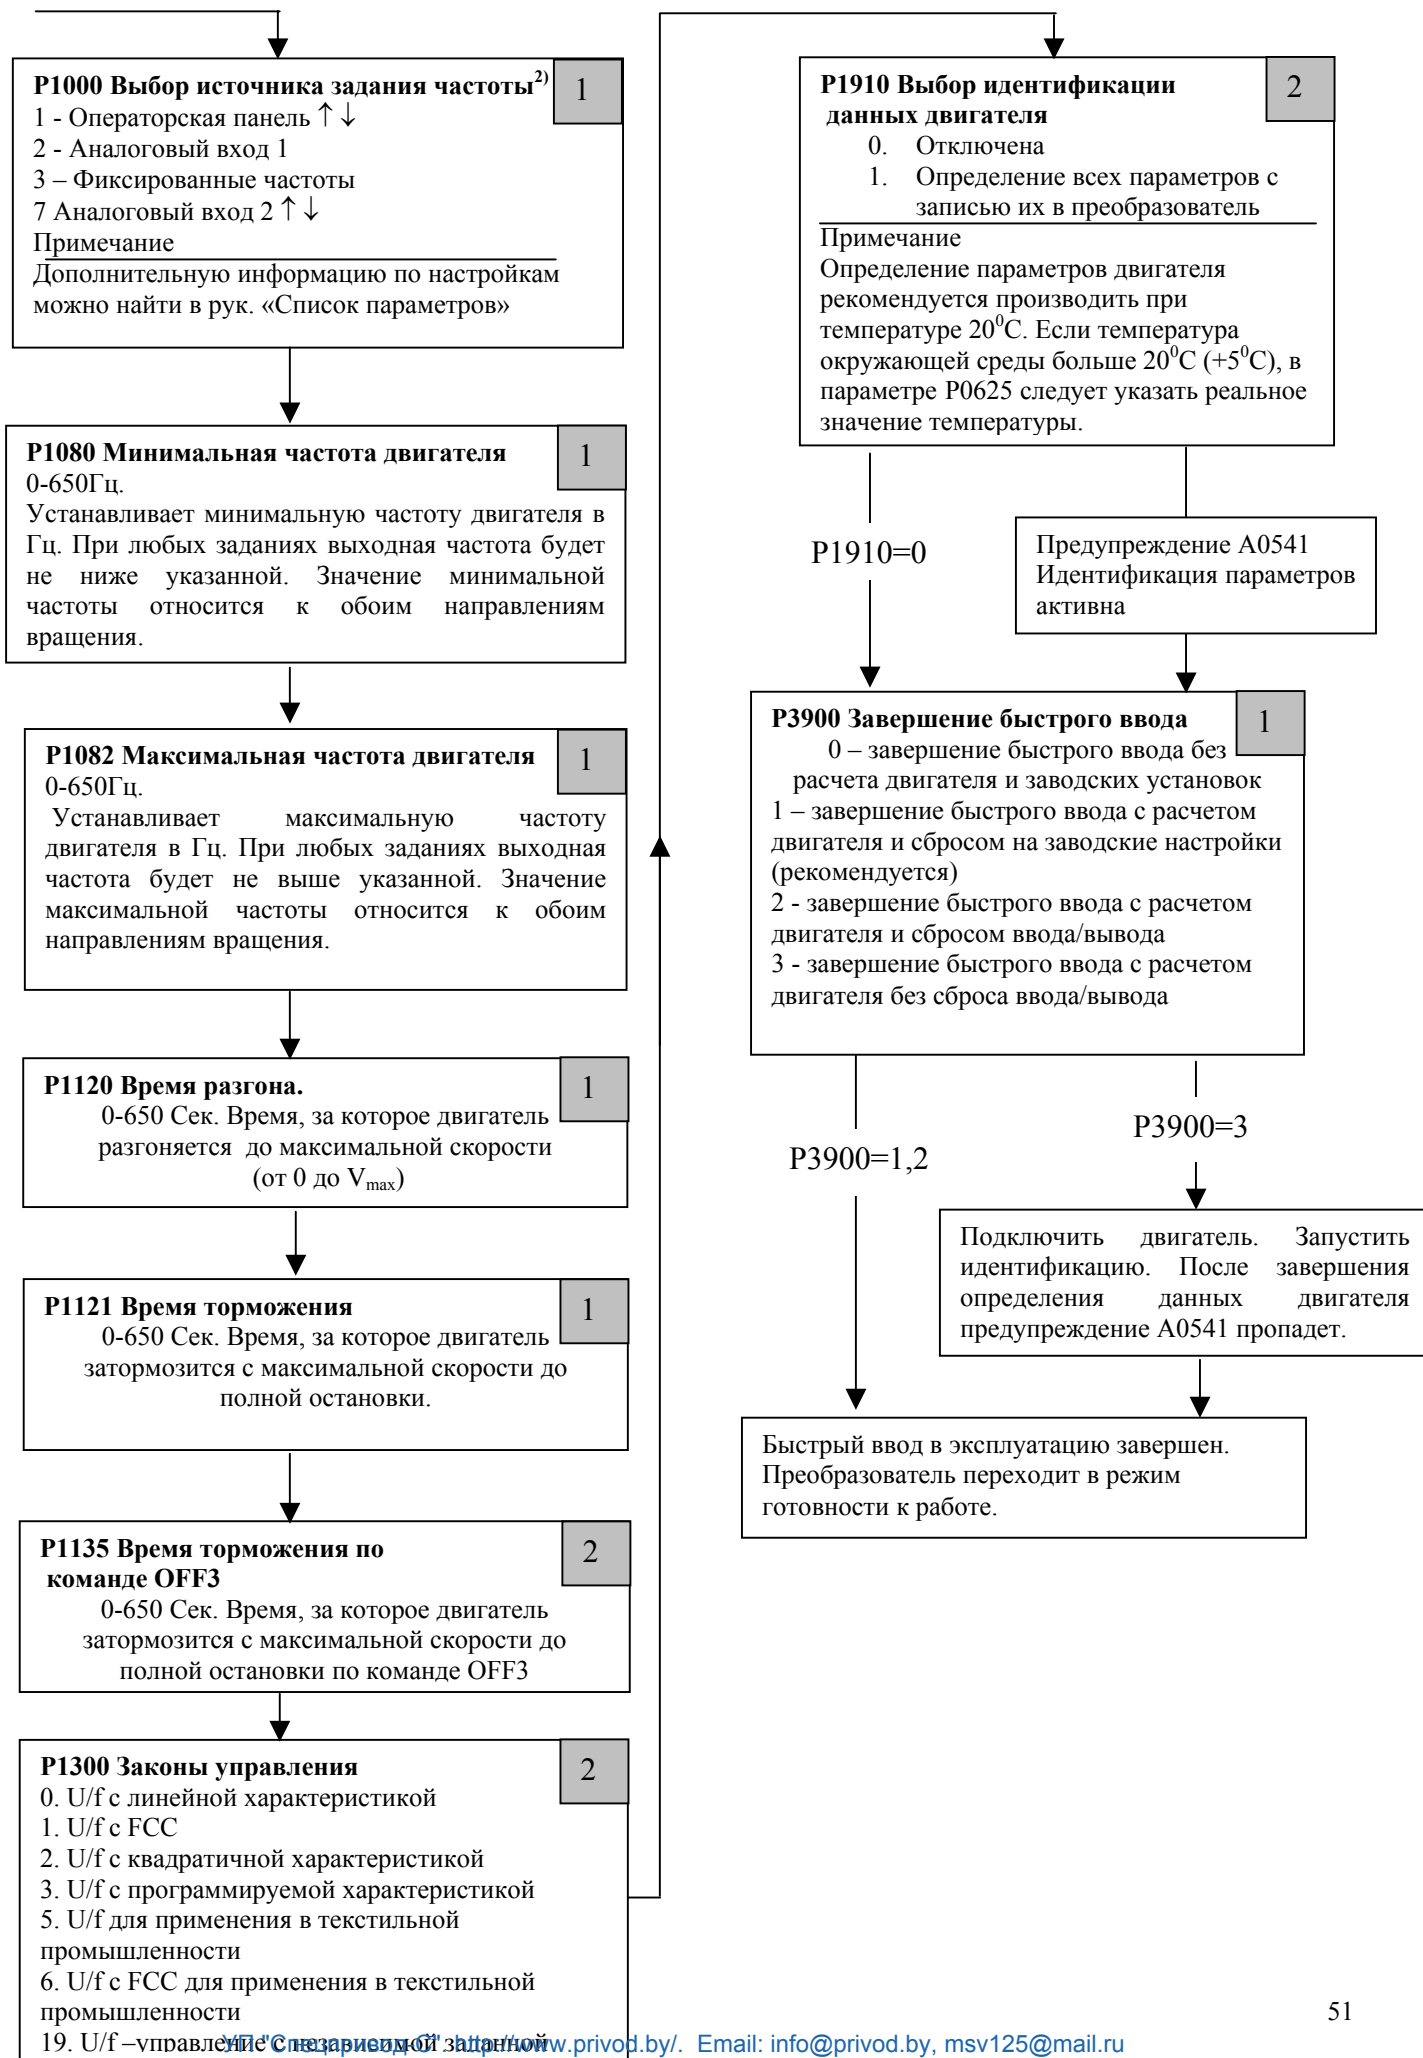 P1000 Выбор источника задания частоты2)
1
1 - Операторская панель ↑↓
2 - Аналоговый вход 1
3 – Фиксированные частоты
7 Аналоговый вход 2 ↑↓
Примечание
Дополнительную информацию по настройкам
можно найти в рук. «Список параметров»
P1080 Минимальная частота двигателя
1
0-650Гц.
Устанавливает минимальную частоту двигателя в
Гц. При любых заданиях выходная частота будет
не ниже указанной. Значение минимальной
частоты относится к обоим направлениям
вращения.
P1082 Максимальная частота двигателя
1
0-650Гц.
Устанавливает максимальную частоту
двигателя в Гц. При любых заданиях выходная
частота будет не выше указанной. Значение
максимальной частоты относится к обоим
направлениям вращения.
P1120 Время разгона.
1
0-650 Сек. Время, за которое двигатель
разгоняется до максимальной скорости
(от 0 до Vmax)
P1121 Время торможения
1
0-650 Сек. Время, за которое двигатель
затормозится с максимальной скорости до
полной остановки.
P1135 Время торможения по
команде OFF3
2
0-650 Сек. Время, за которое двигатель
затормозится с максимальной скорости до
полной остановки по команде OFF3
P1300 Законы управления
2
0. U/f с линейной характеристикой
1. U/f с FCC
2. U/f с квадратичной характеристикой
3. U/f с программируемой характеристикой
5. U/f для применения в текстильной
промышленности
6. U/f с FCC для применения в текстильной
промышленности
19. U/f –управление с независимой заданной
P1910 Выбор идентификации
данных двигателя
2
0. Отключена
1. Определение всех параметров с
записью их в преобразователь
Примечание
Определение параметров двигателя
рекомендуется производить при
температуре 20⁰С. Если температура
окружающей среды больше 20⁰С (+5⁰С), в
параметре P0625 следует указать реальное
значение температуры.
P1910=0
Предупреждение А0541
Идентификация параметров
активна
P3900 Завершение быстрого ввода
1
0 – завершение быстрого ввода без
расчета двигателя и заводских установок
1 – завершение быстрого ввода с расчетом
двигателя и сбросом на заводские настройки
(рекомендуется)
2 - завершение быстрого ввода с расчетом
двигателя и сбросом ввода/вывода
3 - завершение быстрого ввода с расчетом
двигателя без сброса ввода/вывода
P3900=3
P3900=1,2
Подключить двигатель. Запустить
идентификацию. После завершения
определения данных двигателя
предупреждение А0541 пропадет.
Быстрый ввод в эксплуатацию завершен.
Преобразователь переходит в режим
готовности к работе.
51
УП "Спецпривод-С". http://www.privod.by/. Email: info@privod.by, msv125@mail.ru